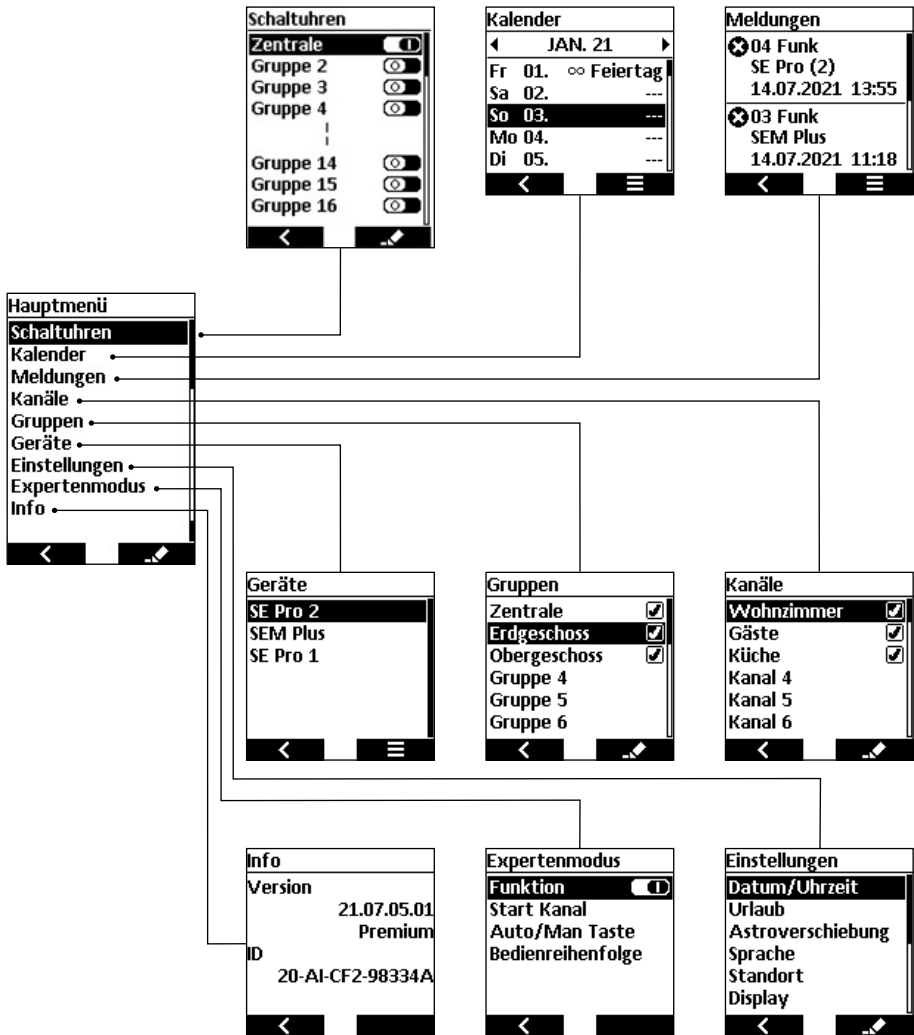 Schaltuhren
Zentrale
Gruppe 2
Gruppe 3
Gruppe 4
Gruppe 14
Gruppe 15
Gruppe 16
Kalender
JAN. 21
Fr 01. ∞ Feiertag
Sa 02. ---
So 03. ---
Mo 04. ---
Di 05. ---
Meldungen
04 Funk
SE Pro (2)
14.07.2021 13:55
03 Funk
SEM Plus
14.07.2021 11:18
Hauptmenü
Schaltuhren
Kalender
Meldungen
Kanäle
Gruppen
Geräte
Einstellungen
Expertenmodus
Info
Geräte
SE Pro 2
SEM Plus
SE Pro 1
Gruppen
Zentrale
Erdgeschoss
Obergeschoss
Gruppe 4
Gruppe 5
Gruppe 6
Kanäle
Wohnzimmer
Gäste
Küche
Kanal 4
Kanal 5
Kanal 6
Info
Version
21.07.05.01
Premium
ID
20-AI-CF2-98334A
Expertenmodus
Funktion
Start Kanal
Auto/Man Taste
Bedienreihenfolge
Einstellungen
Datum/Uhrzeit
Urlaub
Astroverschiebung
Sprache
Standort
Display